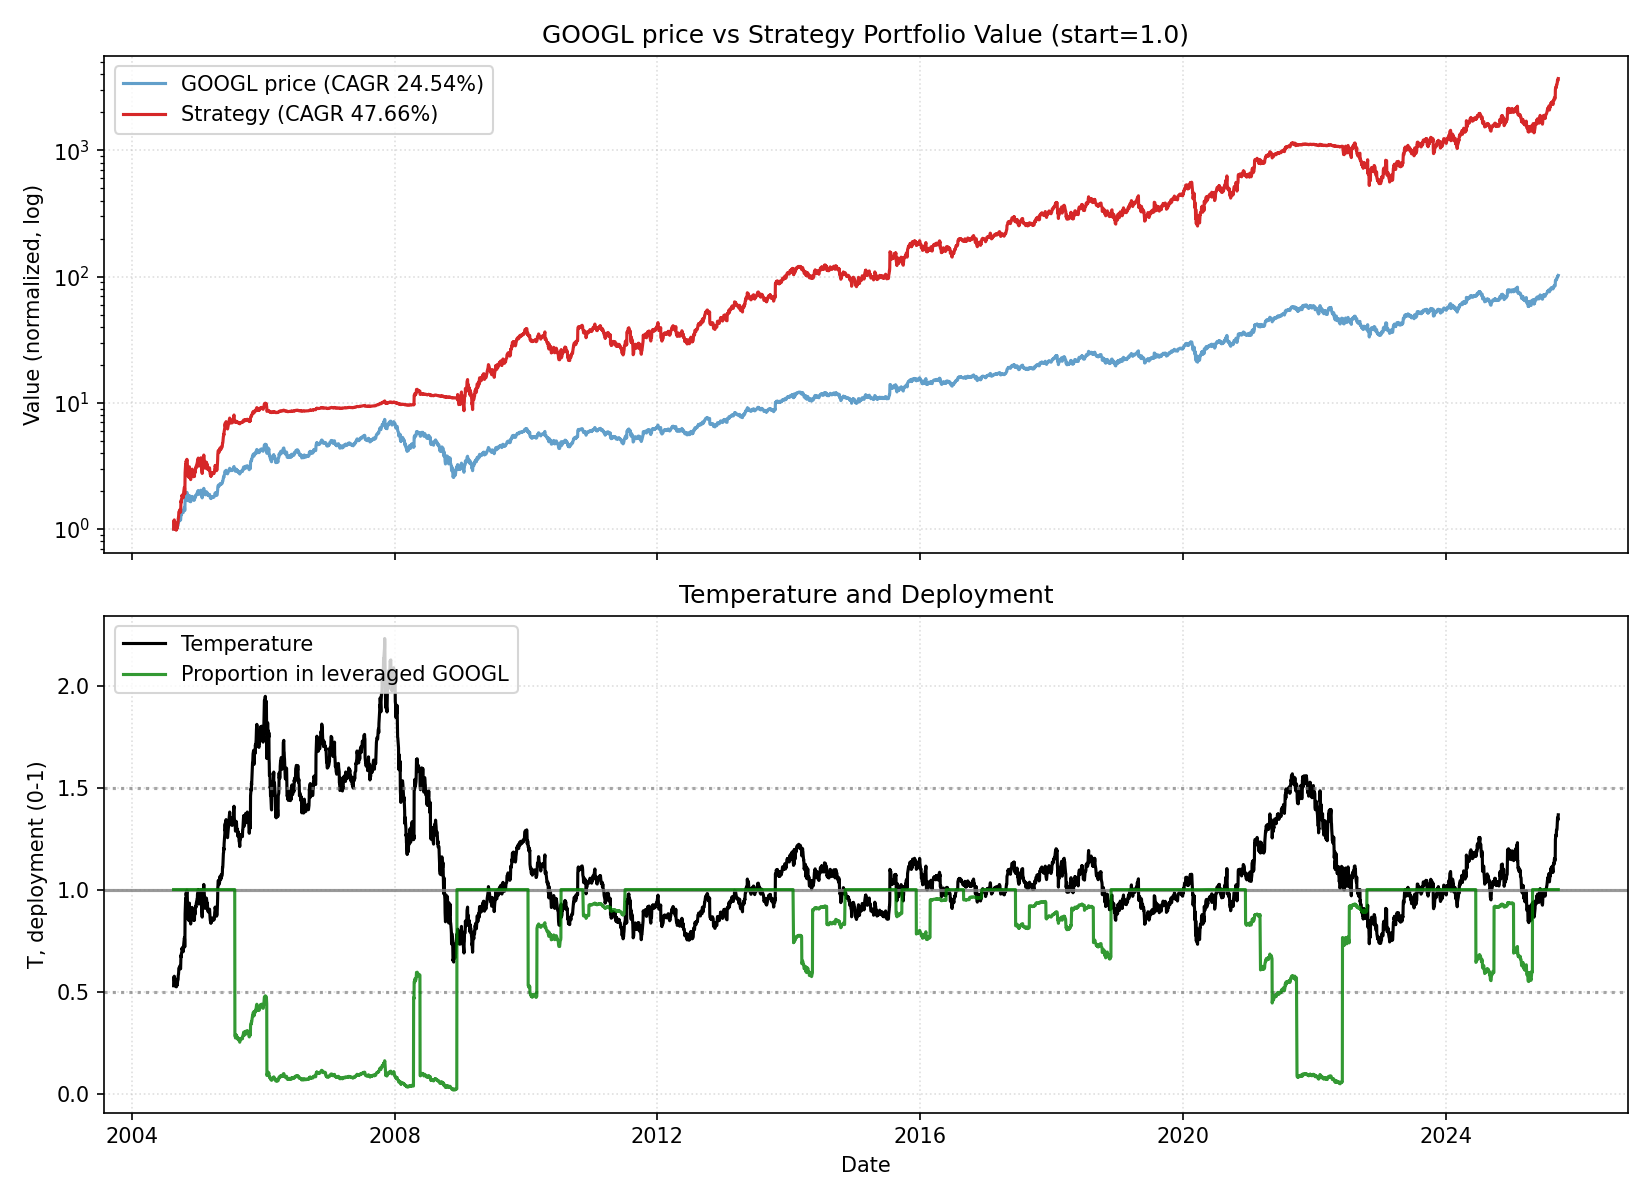 GOOGL price vs Strategy Portfolio Value (start=1.0)
GOOGL price (CAGR 24.54%)
Strategy (CAGR 47.66%)
Value (normalized, log)
10³
10²
10¹
10⁰
Temperature and Deployment
Temperature
Proportion in leveraged GOOGL
T, deployment (0-1)
2.0
1.5
1.0
0.5
0.0
2004 2008 2012 2016 2020 2024
Date